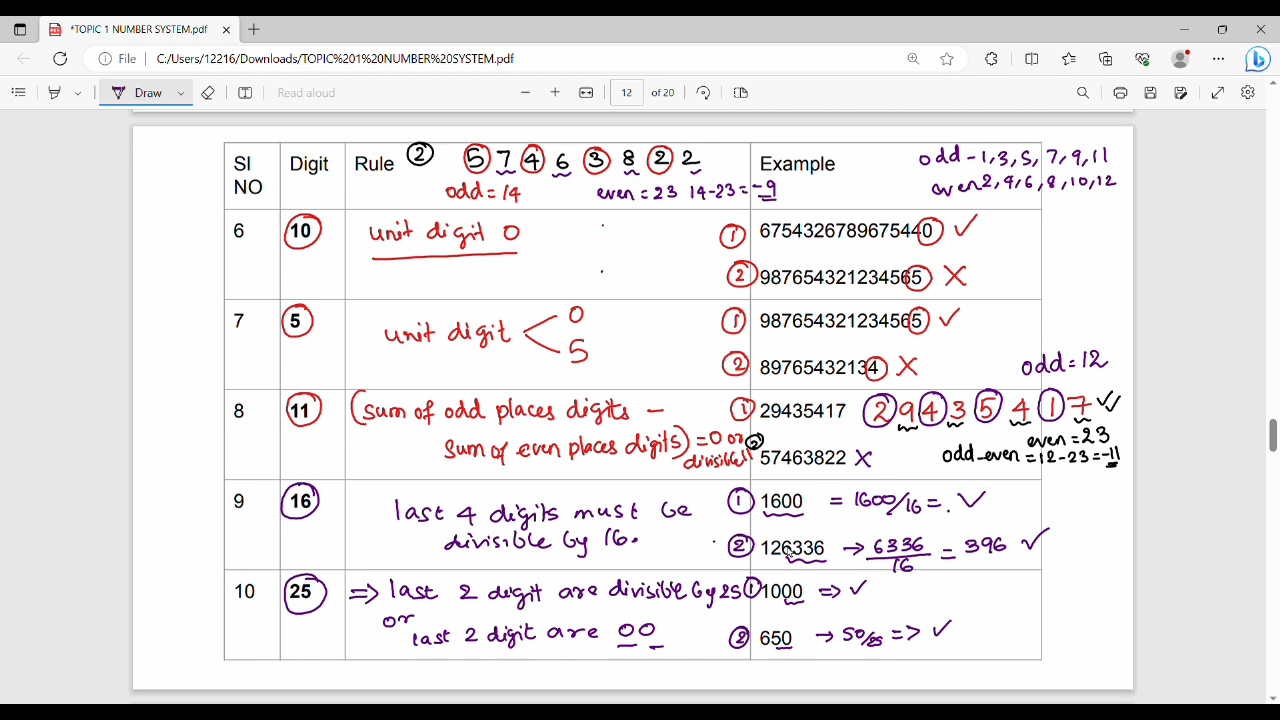 *TOPIC 1 NUMBER SYSTEM.pdf
File | C:/Users/12216/Downloads/TOPIC%201%20NUMBER%20SYSTEM.pdf
Draw Read aloud 12 of 20
Sl NO Digit Rule ② 5 7 4 6 3 8 2 2 Example odd - 1, 3, 5, 7, 9, 11
odd = 14 even = 23 14-23 = -9 even 2, 4, 6, 8, 10, 12
6 10 unit digit 0 ① 6754326789675440 ✓
② 987654321234565 X
7 5 unit digit < 0 5 ① 987654321234565 ✓
② 89765432134 X
odd = 12
8 11 (sum of odd places digits - ① 29435417 2 9 4 3 5 4 1 7 ✓✓
sum of even places digits) = 0 or divisible 11 even = 23
② 57463822 X odd-even = 12-23 = -11
9 16 last 4 digits must be divisible by 16. ① 1600 = 1600/16 = . ✓
② 126336 → 6336/16 = 396 ✓
10 25 => last 2 digit are divisible by 25 ① 1000 => ✓
or last 2 digit are 00 ② 650 → 50/25 => ✓